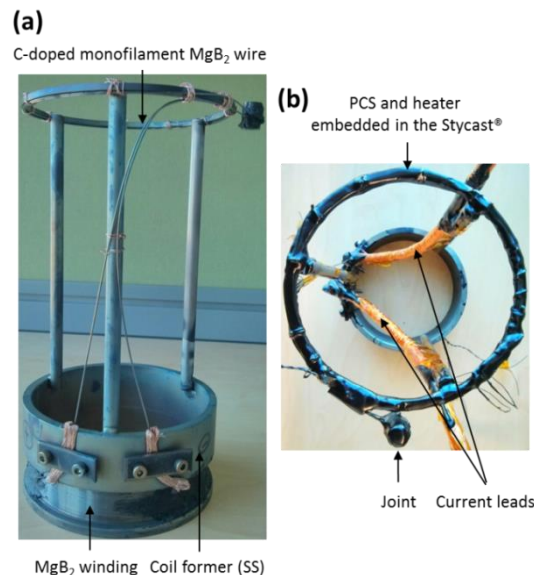 (a)
C-doped monofilament MgB₂ wire
(b)
PCS and heater
embedded in the Stycast®
Joint
Current leads
MgB₂ winding
Coil former (SS)